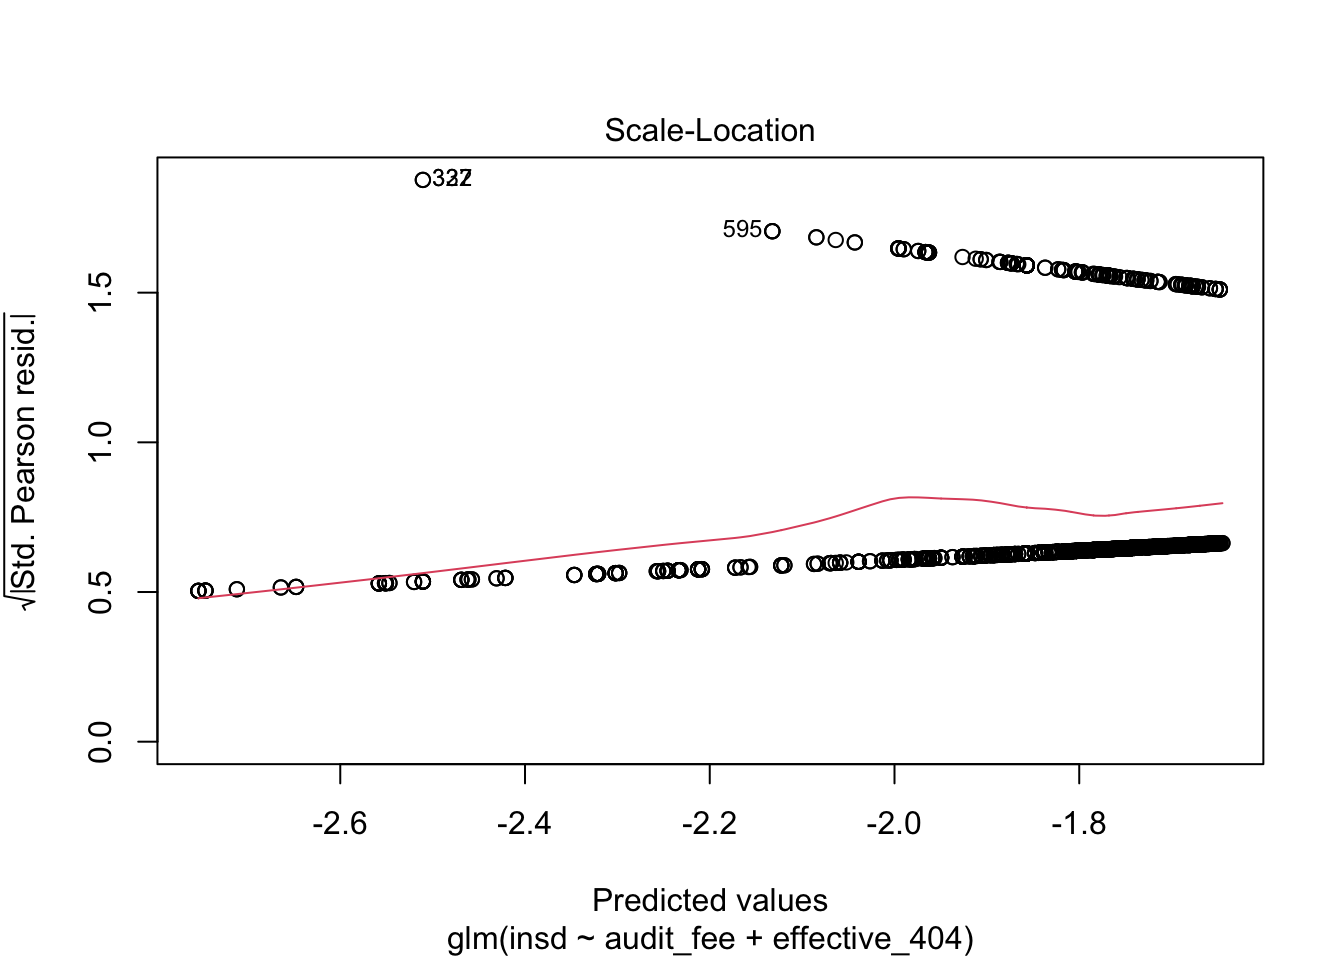 Scale-Location
√|Std. Pearson resid.|
0.0 0.5 1.0 1.5
595
-2.6 -2.4 -2.2 -2.0 -1.8
Predicted values
glm(insd ~ audit_fee + effective_404)